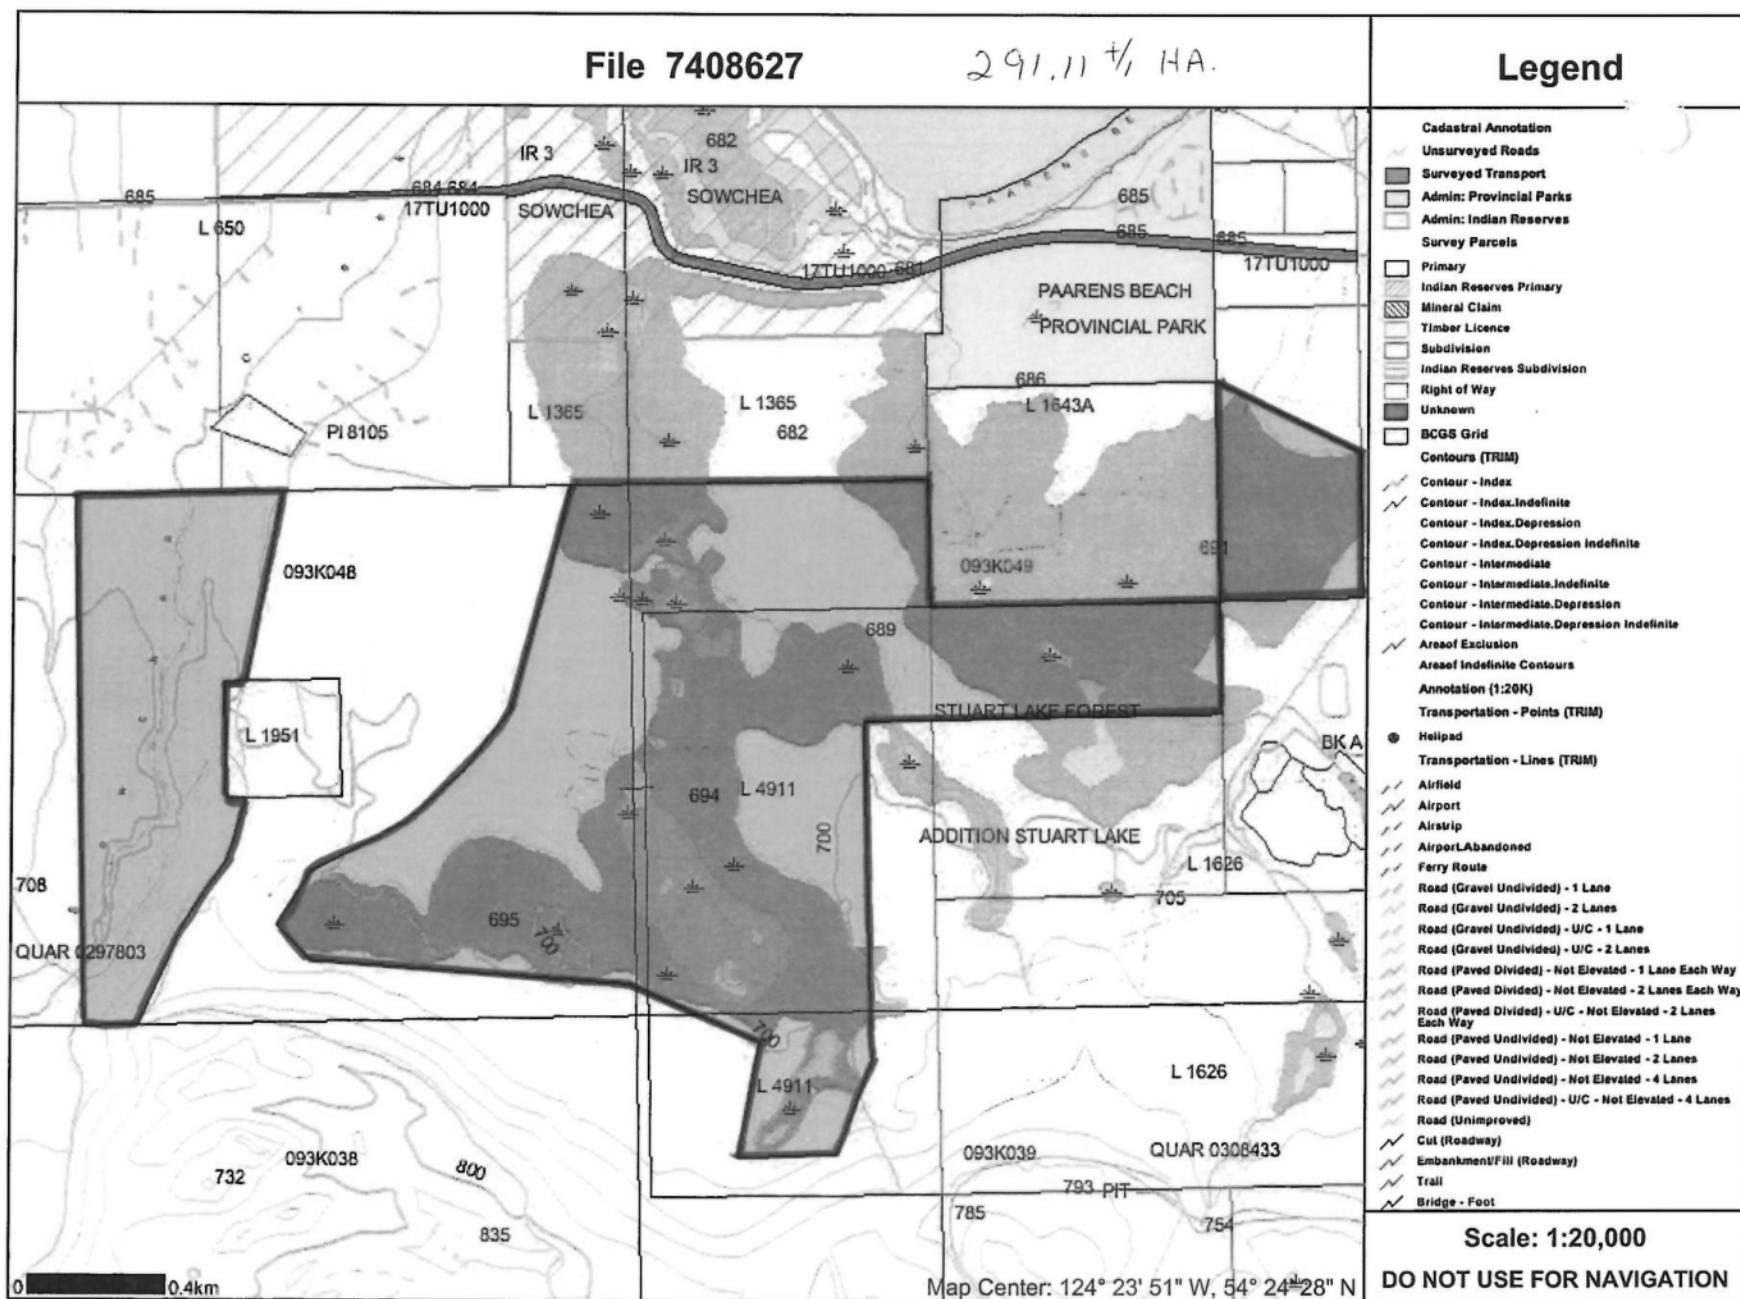 File 7408627
291.11 +/- HA.
Legend
Cadastral Annotation
Unsurveyed Roads
Surveyed Transport
Admin: Provincial Parks
Admin: Indian Reserves
Survey Parcels
Primary
Indian Reserves Primary
Mineral Claim
Timber Licence
Subdivision
Indian Reserves Subdivision
Right of Way
Unknown
BCGS Grid
Contours (TRIM)
Contour - Index
Contour - Index.Indefinite
Contour - Index.Depression
Contour - Index.Depression Indefinite
Contour - Intermediate
Contour - Intermediate.Indefinite
Contour - Intermediate.Depression
Contour - Intermediate.Depression Indefinite
Areaof Exclusion
Areaof Indefinite Contours
Annotation (1:20K)
Transportation - Points (TRIM)
Helipad
Transportation - Lines (TRIM)
Airfield
Airport
Airstrip
Airport.Abandoned
Ferry Route
Road (Gravel Undivided) - 1 Lane
Road (Gravel Undivided) - 2 Lanes
Road (Gravel Undivided) - U/C - 1 Lane
Road (Gravel Undivided) - U/C - 2 Lanes
Road (Paved Divided) - Not Elevated - 1 Lane Each Way
Road (Paved Divided) - Not Elevated - 2 Lanes Each Way
Road (Paved Divided) - U/C - Not Elevated - 2 Lanes
Each Way
Road (Paved Undivided) - Not Elevated - 1 Lane
Road (Paved Undivided) - Not Elevated - 2 Lanes
Road (Paved Undivided) - Not Elevated - 4 Lanes
Road (Paved Undivided) - U/C - Not Elevated - 4 Lanes
Road (Unimproved)
Cut (Roadway)
Embankment/Fill (Roadway)
Trail
Bridge - Foot
Scale: 1:20,000
DO NOT USE FOR NAVIGATION
682
IR 3
IR 3
685
684 684
17TU1000
SOWCHEA
SOWCHEA
PAARENS BE
685
L 650
685
685
17TU1000
681
17TU1000
PAARENS BEACH
PROVINCIAL PARK
686
L 1365
L 1365
682
L 1643A
PI 8105
093K048
093K049
691
689
L 1951
STUART LAKE FOREST
BK A
694
L 4911
700
ADDITION STUART LAKE
L 1626
708
705
695
700
QUAR 0297803
700
L 4911
L 1626
732
093K038
800
835
093K039
QUAR 0308433
793 PIT
785
754
0
0.4km
Map Center: 124° 23' 51" W, 54° 24' 28" N